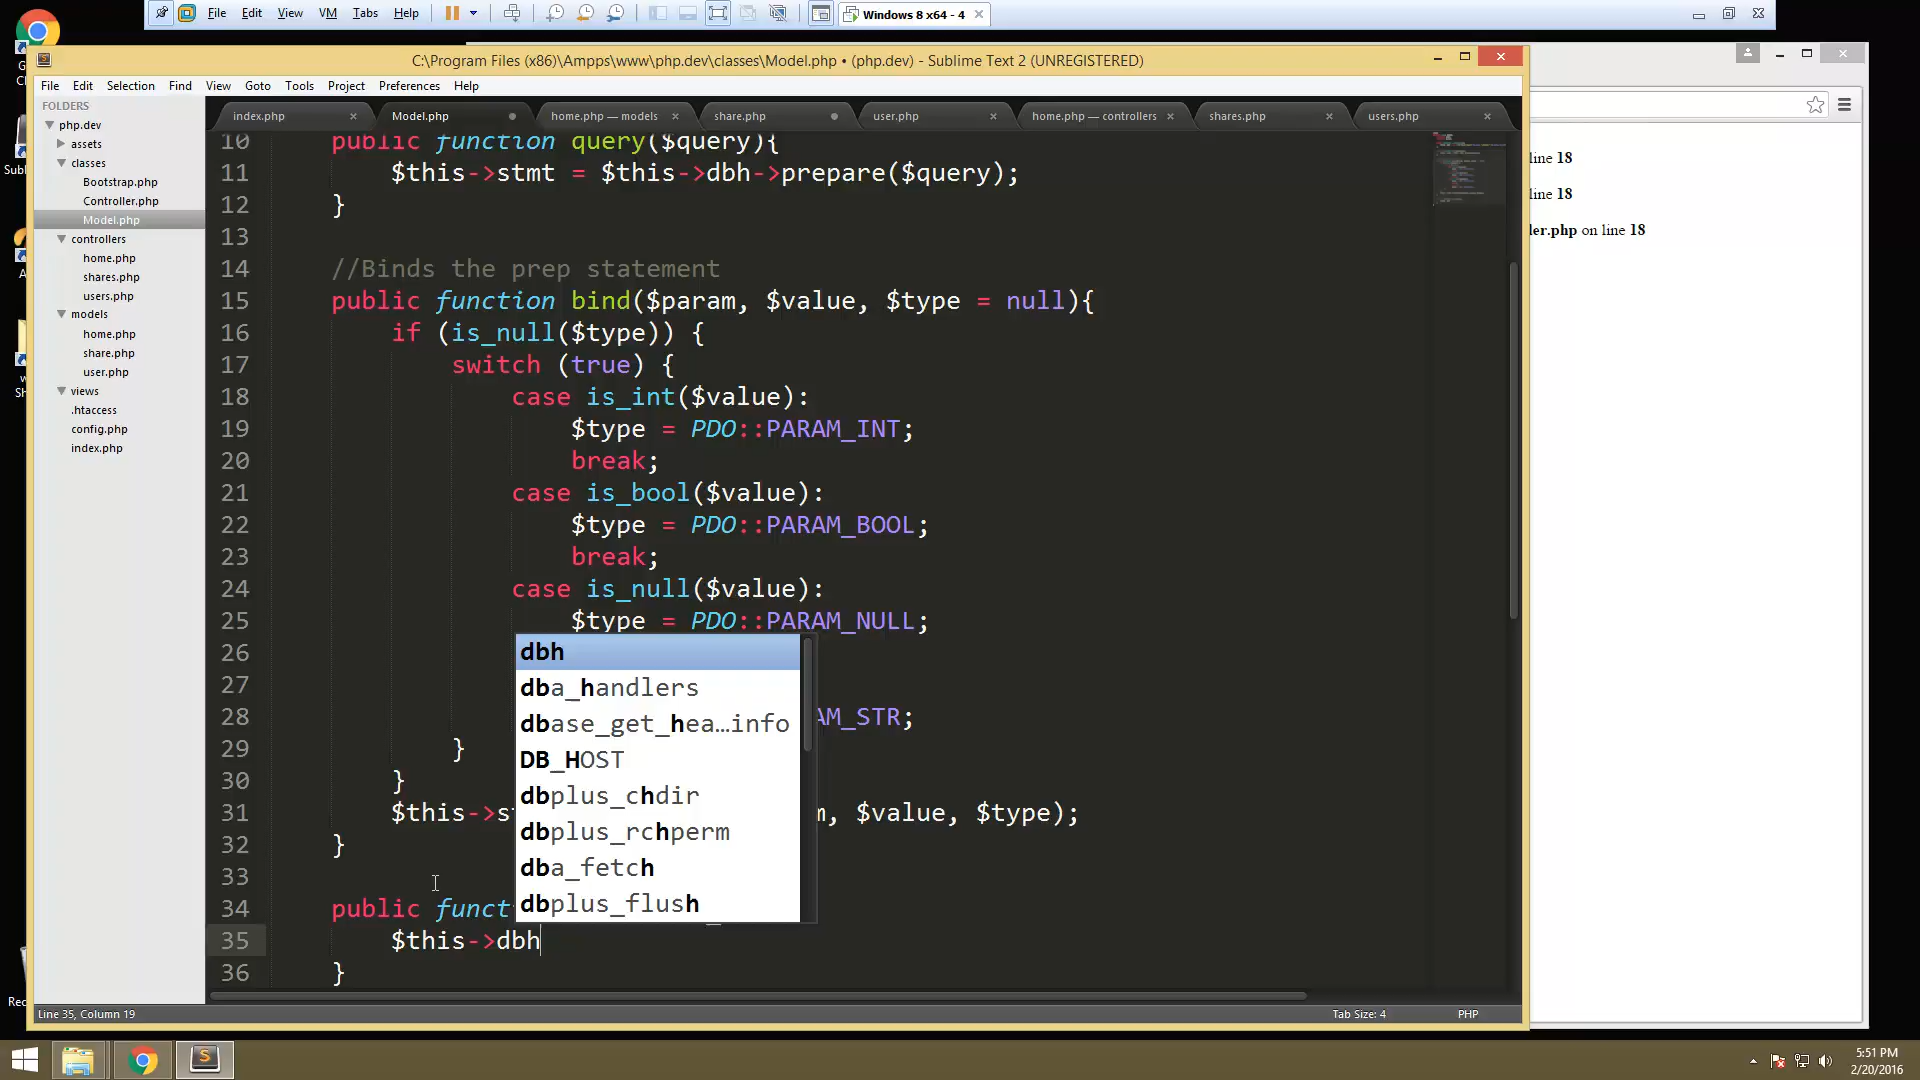 File Edit View VM Tabs Help
Windows 8 x64 - 4
C:\Program Files (x86)\Ampps\www\php.dev\classes\Model.php • (php.dev) - Sublime Text 2 (UNREGISTERED)
File Edit Selection Find View Goto Tools Project Preferences Help
FOLDERS
php.dev
assets
classes
Bootstrap.php
Controller.php
Model.php
controllers
home.php
shares.php
users.php
models
home.php
share.php
user.php
views
.htaccess
config.php
index.php
index.php Model.php home.php — models share.php user.php home.php — controllers shares.php users.php
10 public function query($query){
11 $this->stmt = $this->dbh->prepare($query);
12 }
13
14 //Binds the prep statement
15 public function bind($param, $value, $type = null){
16 if (is_null($type)) {
17 switch (true) {
18 case is_int($value):
19 $type = PDO::PARAM_INT;
20 break;
21 case is_bool($value):
22 $type = PDO::PARAM_BOOL;
23 break;
24 case is_null($value):
25 $type = PDO::PARAM_NULL;
26
27
28 AM_STR;
29 }
30 }
31 $this->s , $value, $type);
32 }
33
34 public funct
35 $this->dbh
36 }
dbh
dba_handlers
dbase_get_hea…info
DB_HOST
dbplus_chdir
dbplus_rchperm
dba_fetch
dbplus_flush
Line 35, Column 19 Tab Size: 4 PHP
line 18
line 18
ler.php on line 18
5:51 PM
2/20/2016